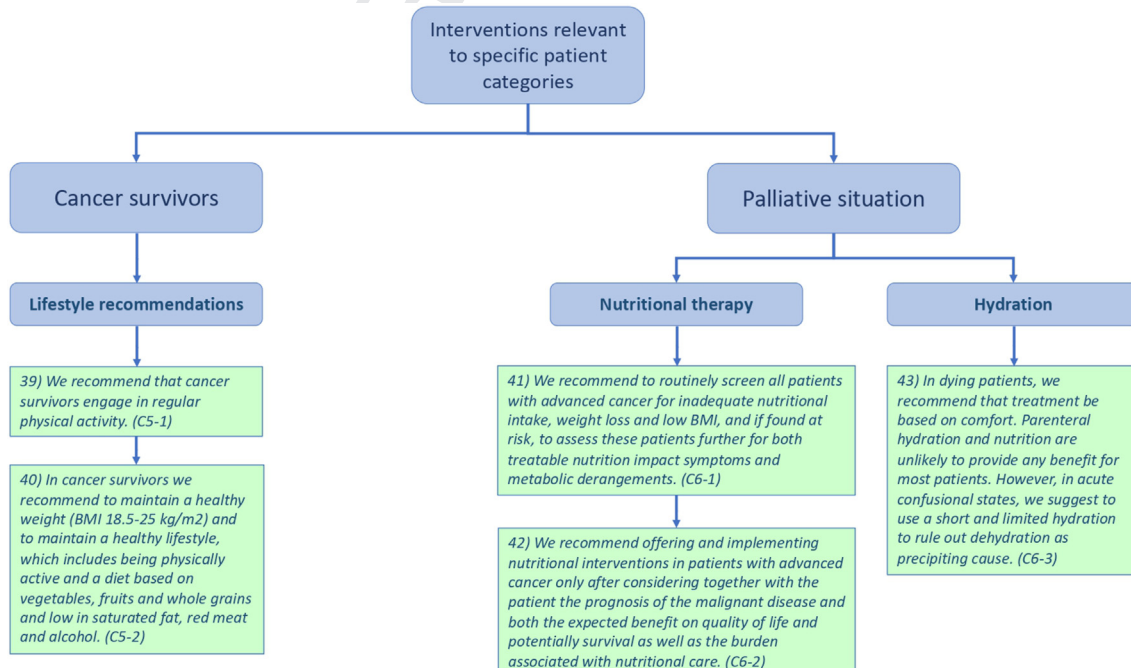 Interventions relevant
to specific patient
categories
Cancer survivors
Palliative situation
Lifestyle recommendations
Nutritional therapy
Hydration
39) We recommend that cancer
survivors engage in regular
physical activity. (C5-1)
40) In cancer survivors we
recommend to maintain a healthy
weight (BMI 18.5-25 kg/m2) and
to maintain a healthy lifestyle,
which includes being physically
active and a diet based on
vegetables, fruits and whole grains
and low in saturated fat, red meat
and alcohol. (C5-2)
41) We recommend to routinely screen all patients
with advanced cancer for inadequate nutritional
intake, weight loss and low BMI, and if found at
risk, to assess these patients further for both
treatable nutrition impact symptoms and
metabolic derangements. (C6-1)
42) We recommend offering and implementing
nutritional interventions in patients with advanced
cancer only after considering together with the
patient the prognosis of the malignant disease and
both the expected benefit on quality of life and
potentially survival as well as the burden
associated with nutritional care. (C6-2)
43) In dying patients, we
recommend that treatment be
based on comfort. Parenteral
hydration and nutrition are
unlikely to provide any benefit for
most patients. However, in acute
confusional states, we suggest to
use a short and limited hydration
to rule out dehydration as
precipiting cause. (C6-3)